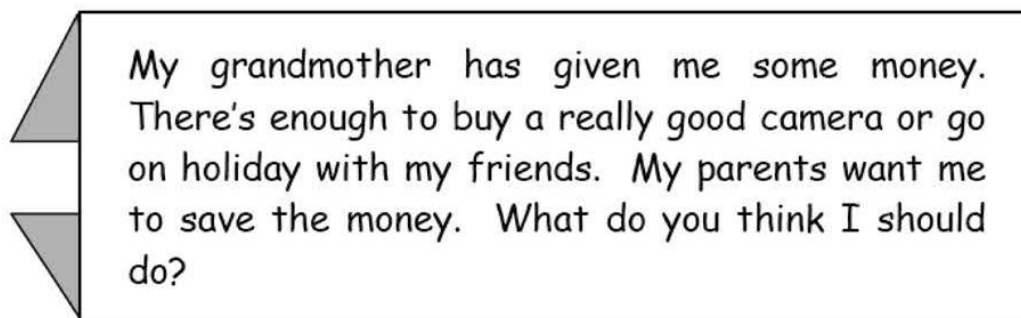 My grandmother has given me some money.
There's enough to buy a really good camera or go
on holiday with my friends. My parents want me
to save the money. What do you think I should
do?